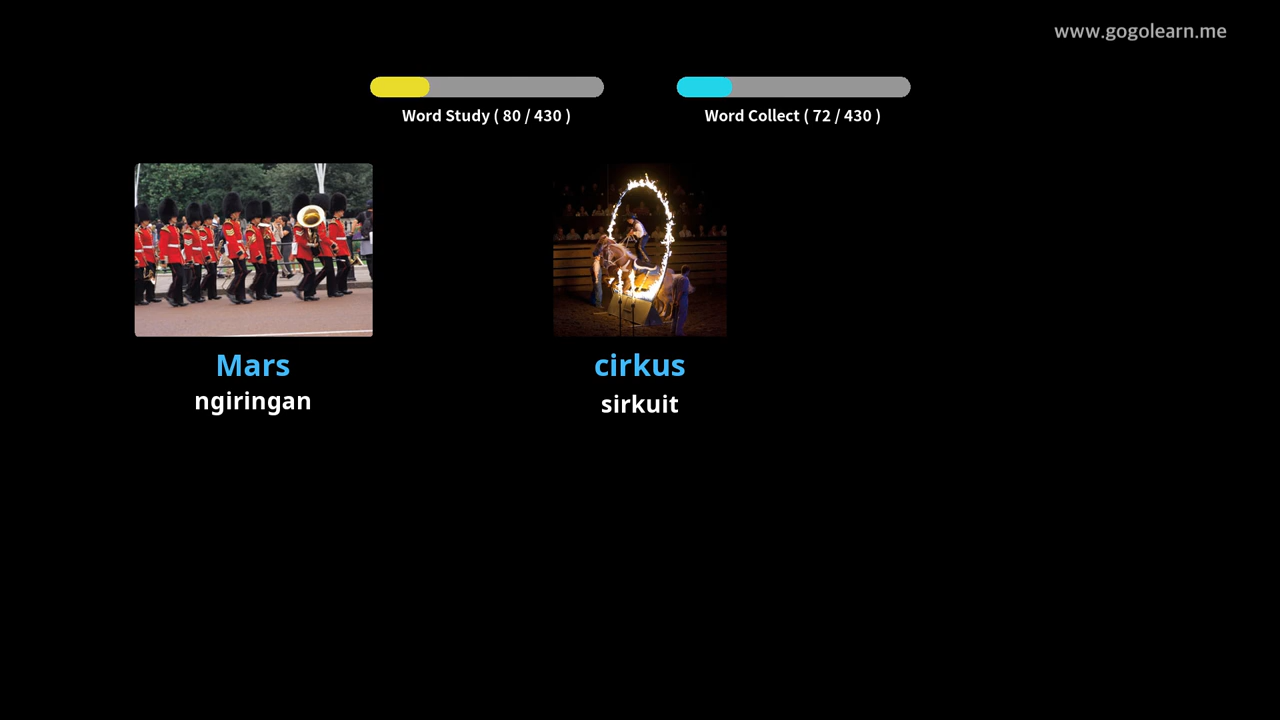 www.gogolearn.me
Word Study ( 80 / 430 )
Word Collect ( 72 / 430 )
Mars
ngiringan
cirkus
sirkuit